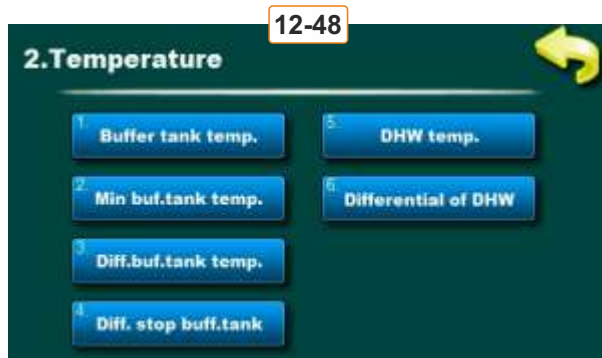 12-48
2.Temperature
1.
Buffer tank temp.
2.
Min buf.tank temp.
3.
Diff.buf.tank temp.
4.
Diff. stop buff.tank
5.
DHW temp.
6.
Differential of DHW